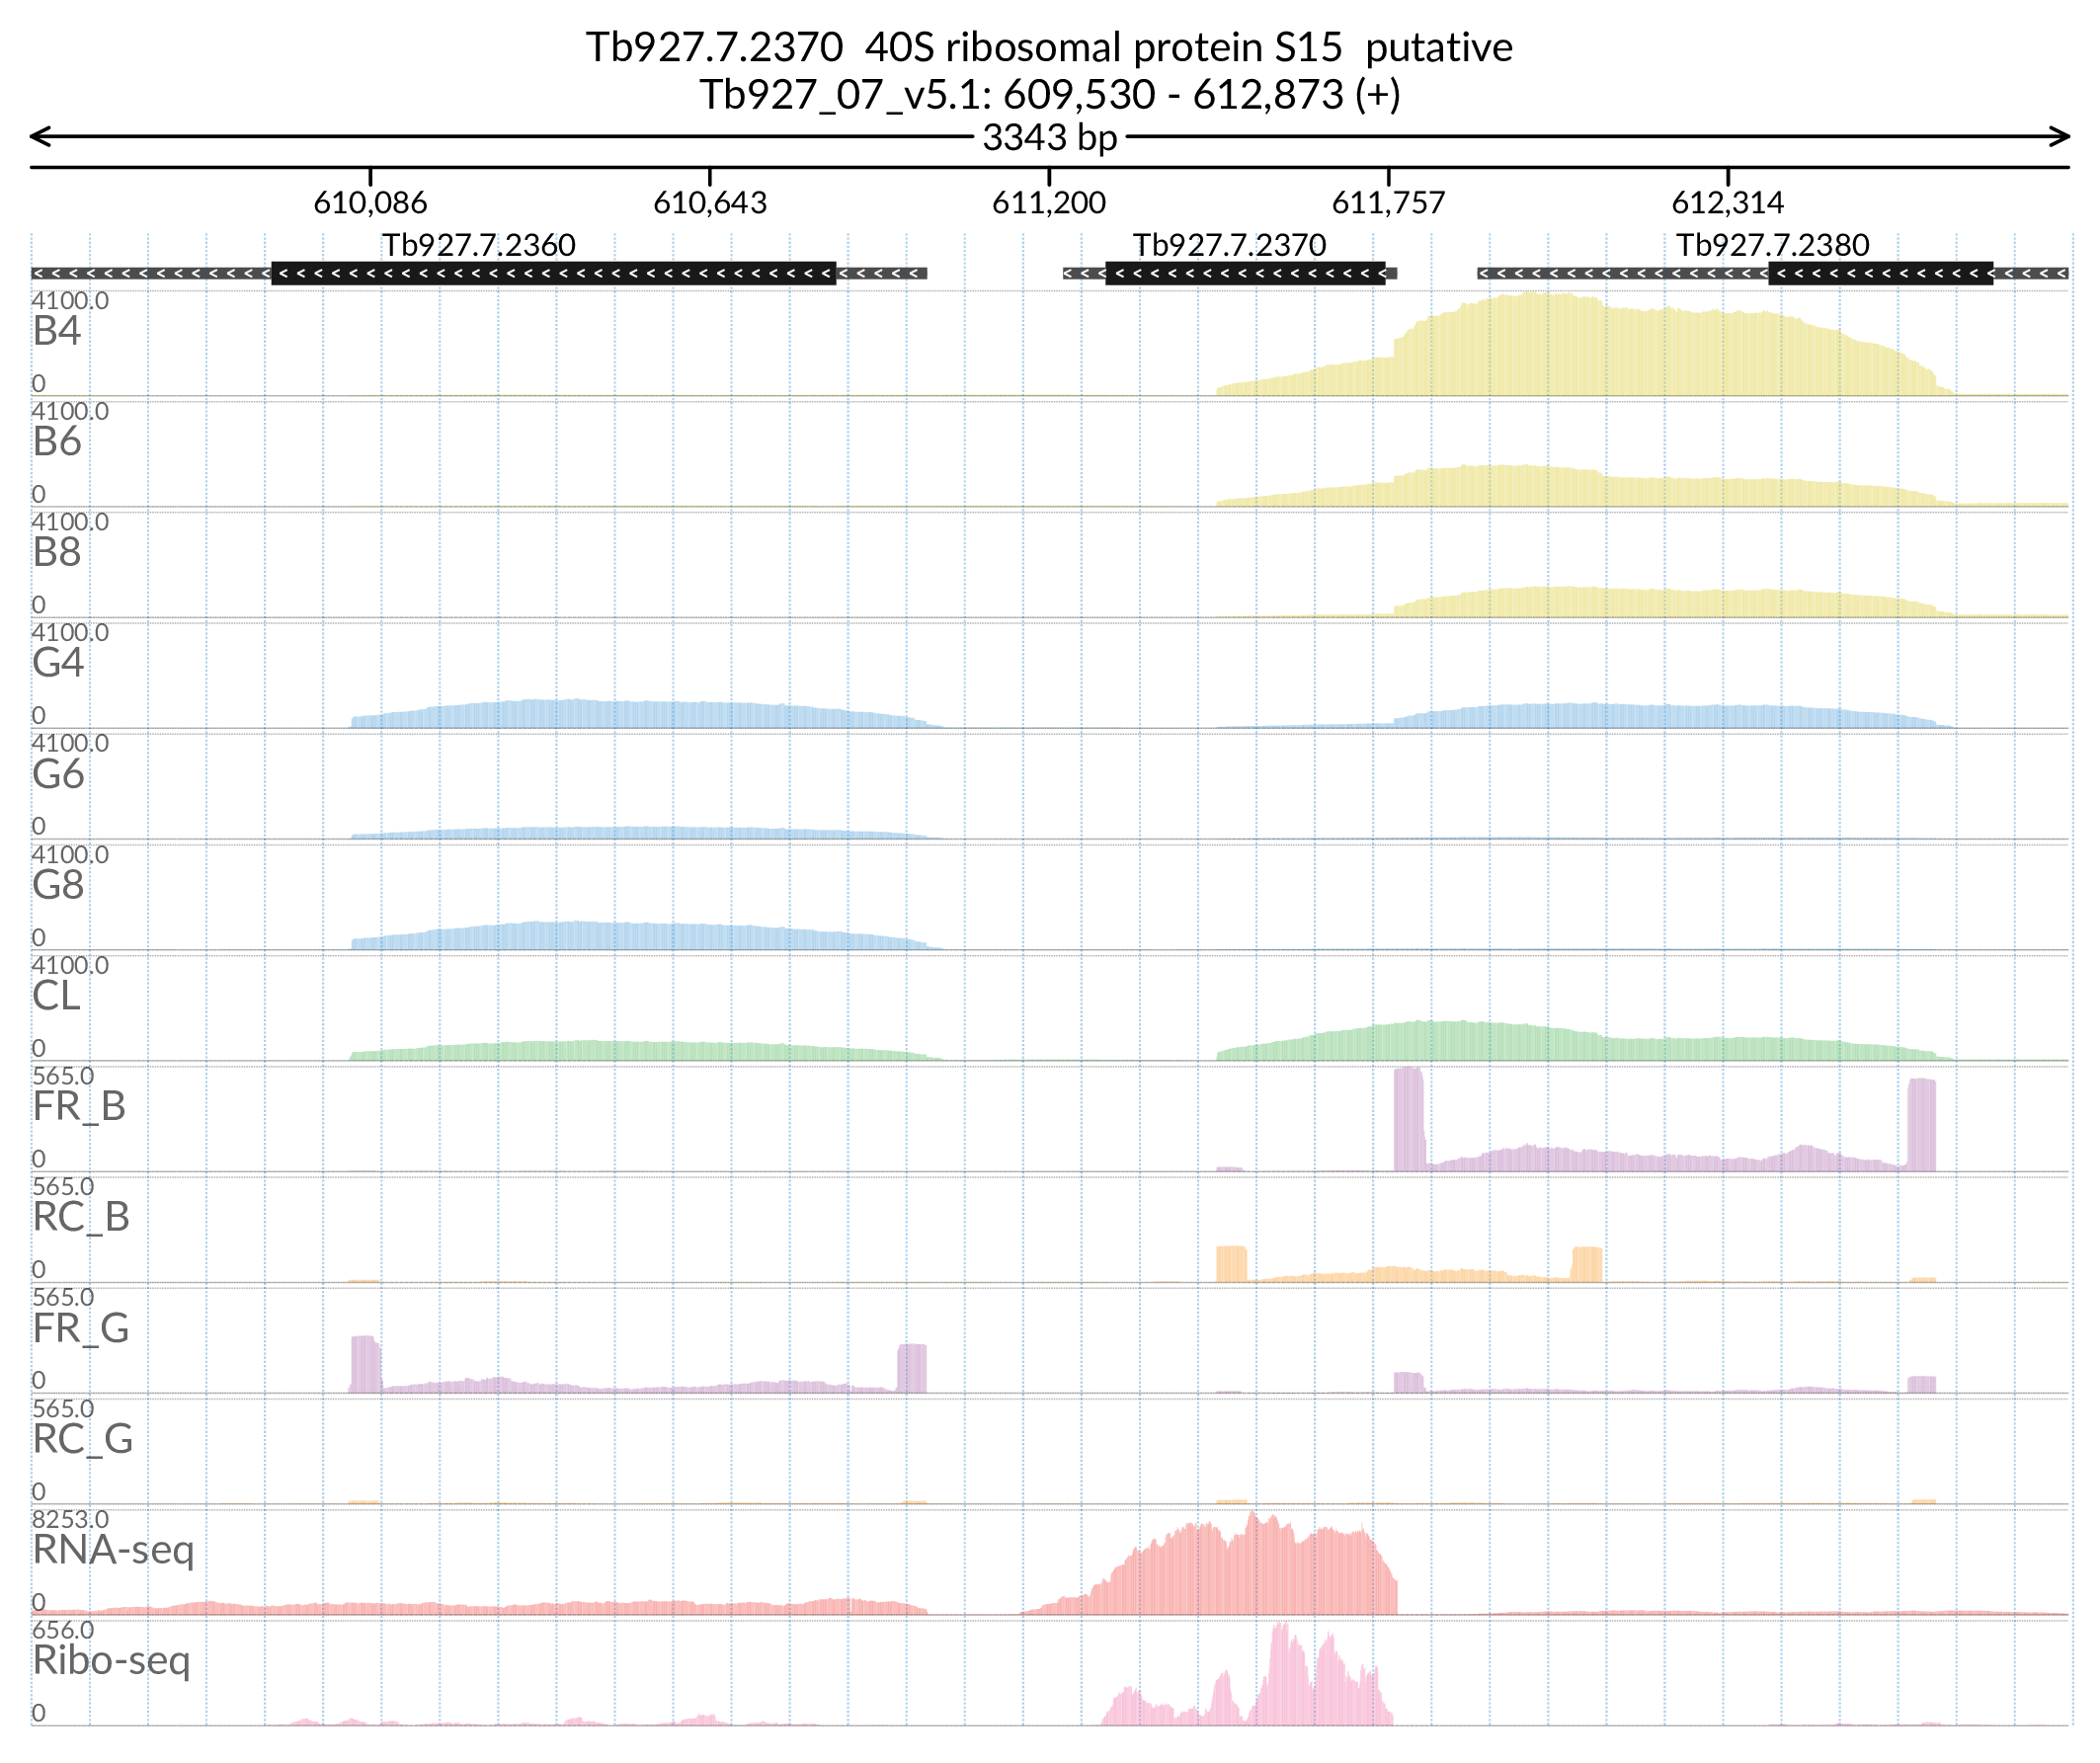 Tb927.7.2370 40S ribosomal protein S15 putative
Tb927_07_v5.1: 609,530 - 612,873 (+)
3343 bp
610,086 610,643 611,200 611,757 612,314
Tb927.7.2360 Tb927.7.2370 Tb927.7.2380
4100.0
B4
0
4100.0
B6
0
4100.0
B8
0
4100.0
G4
0
4100.0
G6
0
4100.0
G8
0
4100.0
CL
0
565.0
FR_B
0
565.0
RC_B
0
565.0
FR_G
0
565.0
RC_G
0
8253.0
RNA-seq
0
656.0
Ribo-seq
0